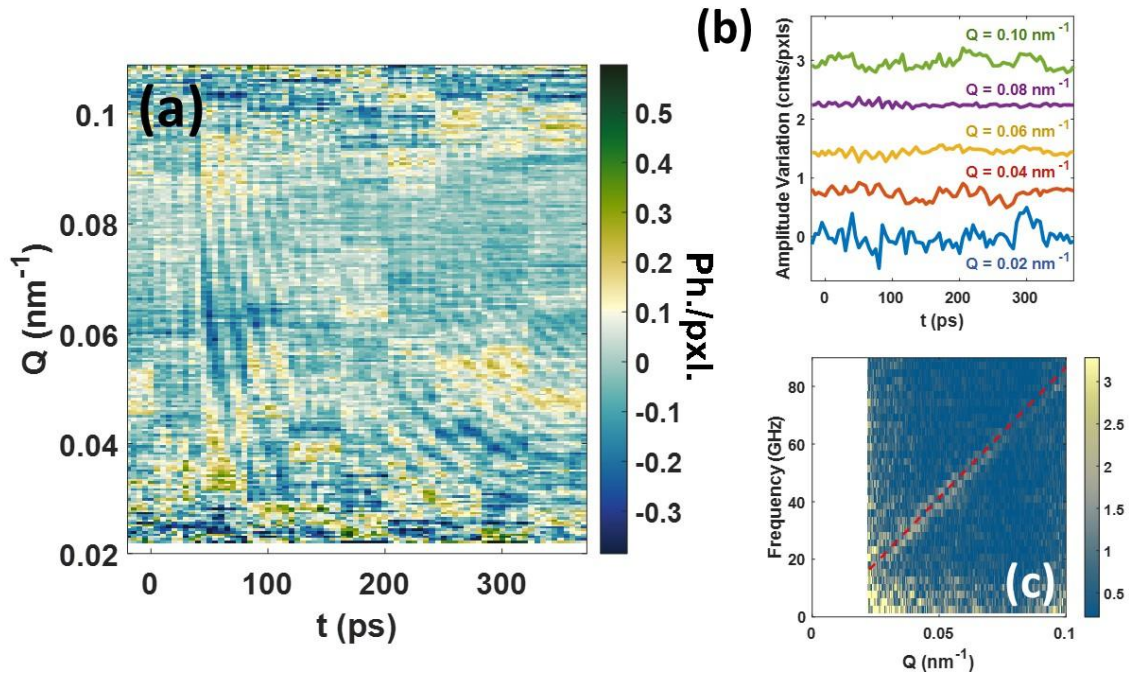 (a)
0.1
0.08
0.06
0.04
0.02
Q (nm⁻¹)
0
100
200
300
t (ps)
0.5
0.4
0.3
0.2
0.1
0
-0.1
-0.2
-0.3
Ph./pxl.
(b)
Amplitude Variation (cnts/pxls)
3
2
1
0
Q = 0.10 nm⁻¹
Q = 0.08 nm⁻¹
Q = 0.06 nm⁻¹
Q = 0.04 nm⁻¹
Q = 0.02 nm⁻¹
0
100
200
300
t (ps)
Frequency (GHz)
80
60
40
20
0
(c)
0
0.05
0.1
Q (nm⁻¹)
3
2.5
2
1.5
1
0.5